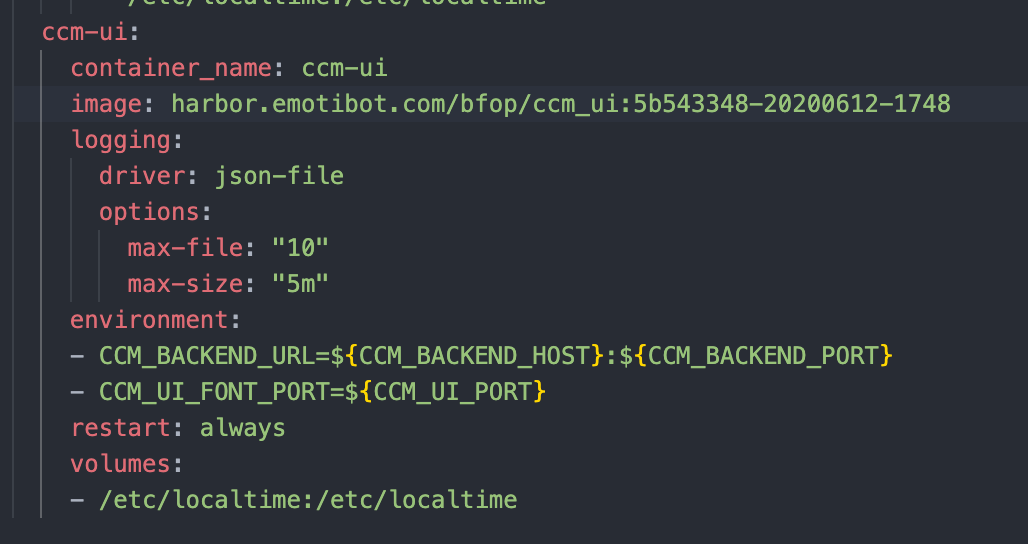 /etc/localtime:/etc/localtime
ccm-ui:
container_name: ccm-ui
image: harbor.emotibot.com/bfop/ccm_ui:5b543348-20200612-1748
logging:
driver: json-file
options:
max-file: "10"
max-size: "5m"
environment:
- CCM_BACKEND_URL=${CCM_BACKEND_HOST}:${CCM_BACKEND_PORT}
- CCM_UI_FONT_PORT=${CCM_UI_PORT}
restart: always
volumes:
- /etc/localtime:/etc/localtime